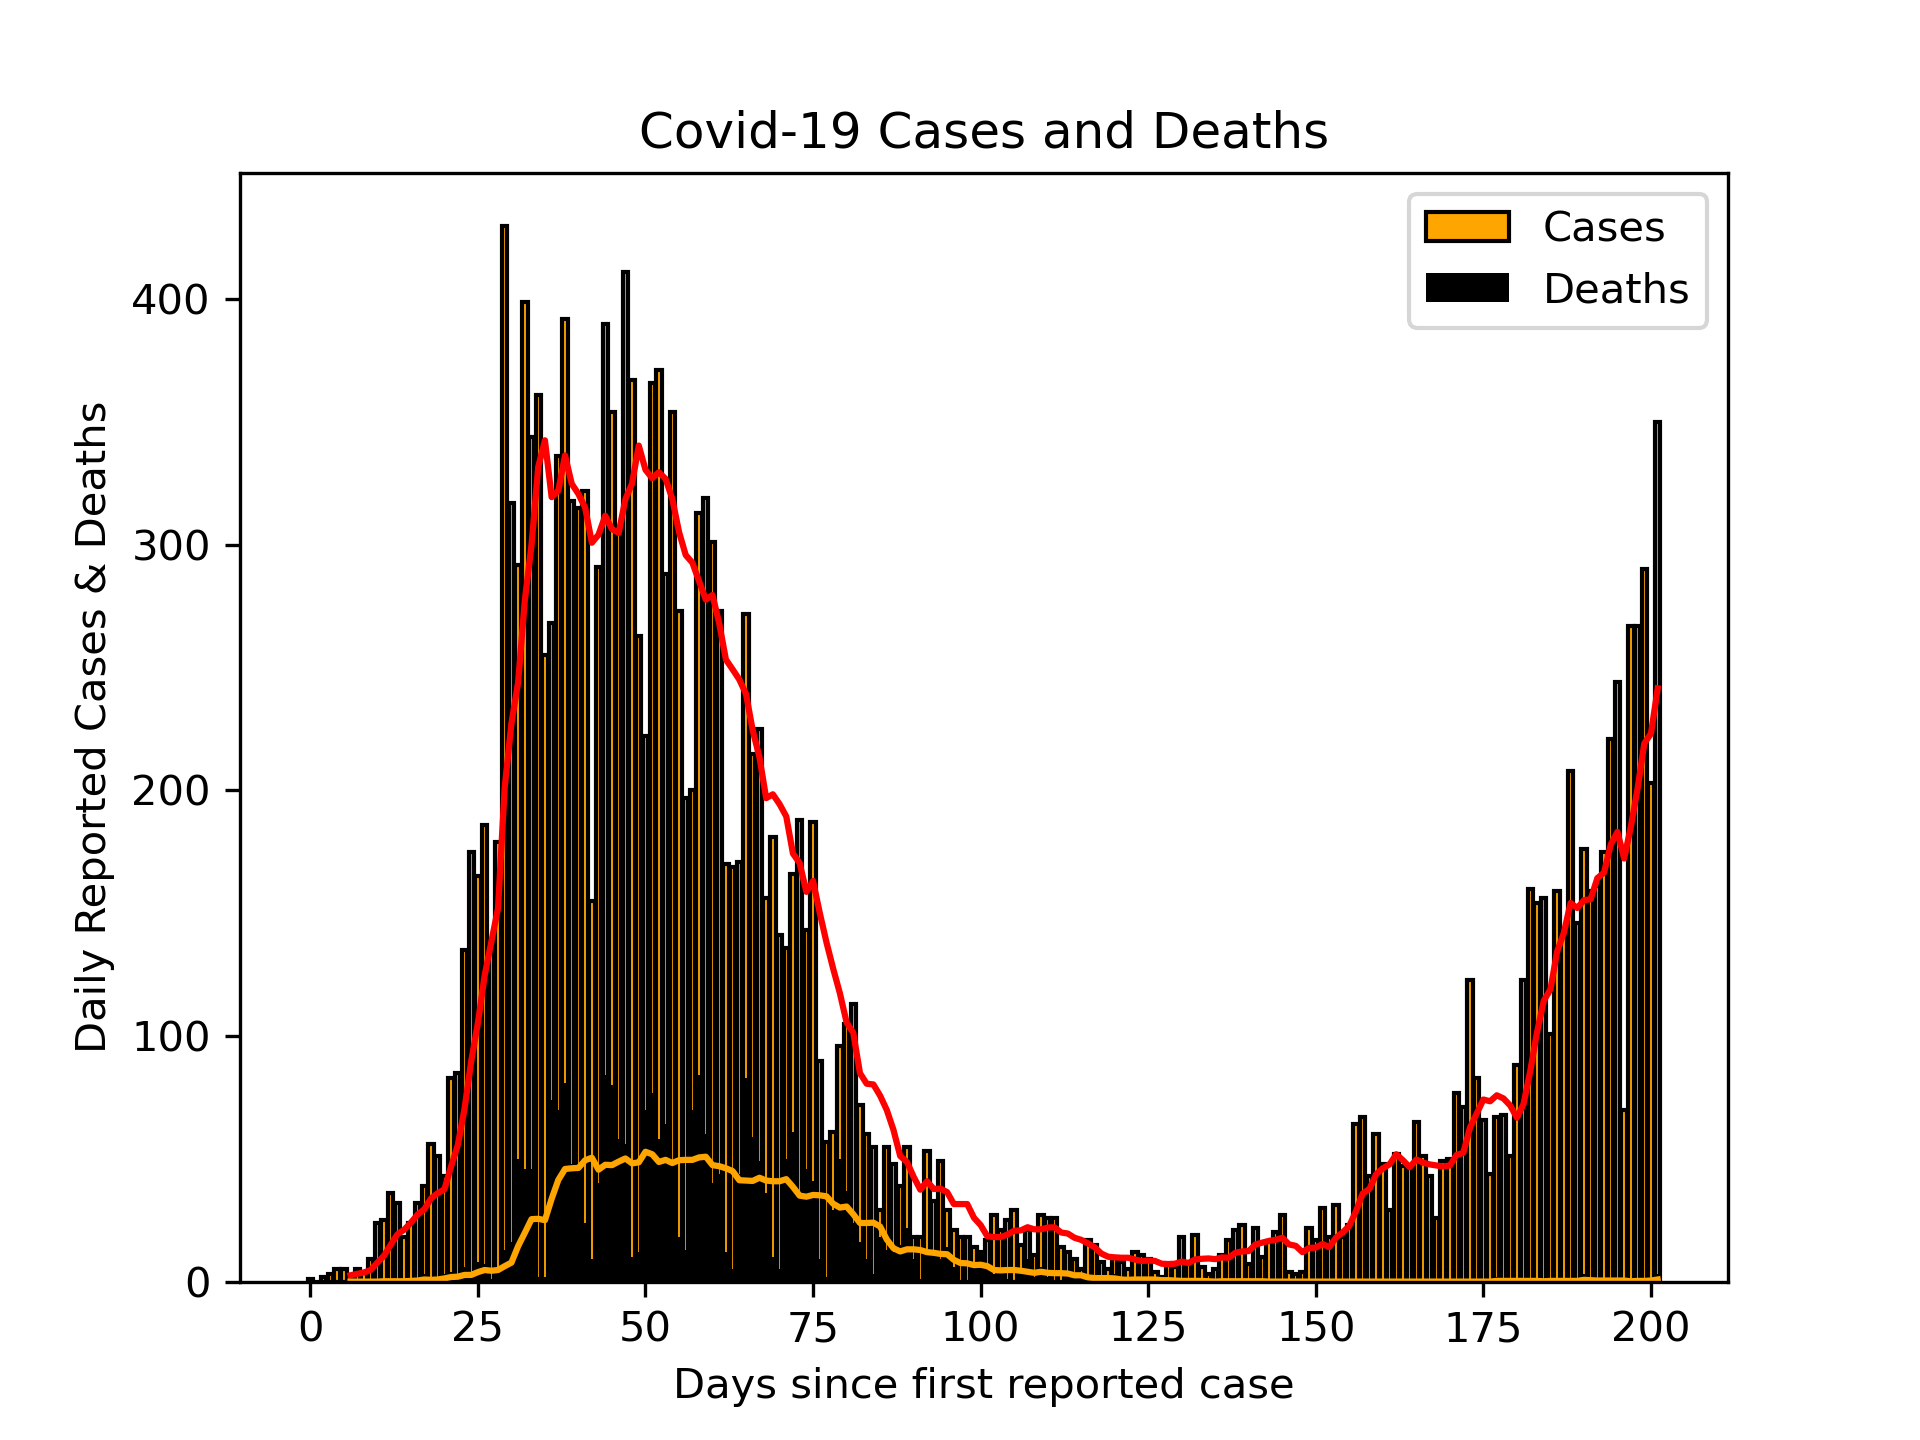 Covid-19 Cases and Deaths
Cases
Deaths
Daily Reported Cases & Deaths
400
300
200
100
0
0 25 50 75 100 125 150 175 200
Days since first reported case